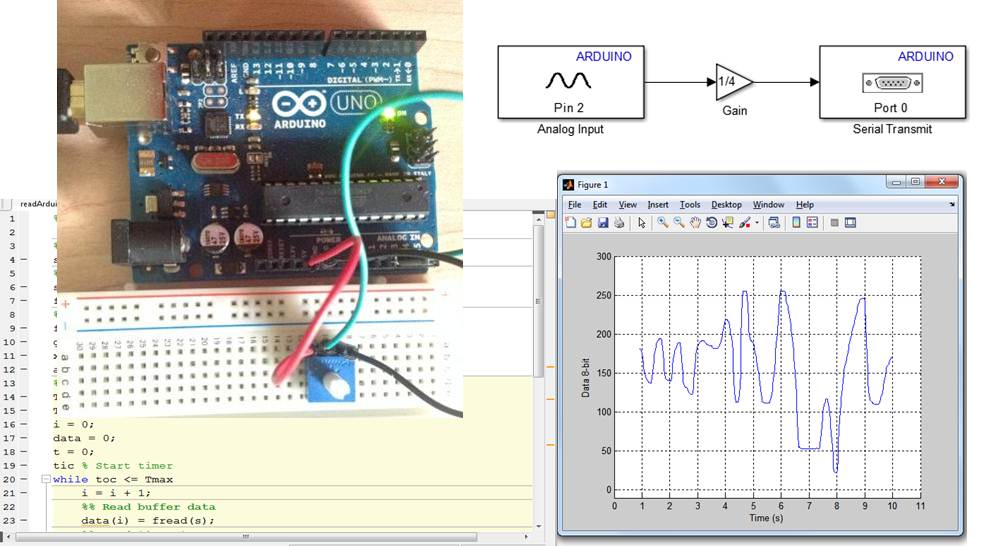 AREF
GND
13
12
~11
~10
~9
8
7
~6
~5
4
~3
2
TX→1
RX←0
DIGITAL (PWM~)
L
TX
RX
UNO
ARDUINO
ON
POWER
ANALOG IN
a b c d e
ARDUINO
Pin 2
Analog Input
1/4
Gain
ARDUINO
Port 0
Serial Transmit
readArdui
1
2
3
4
5
6
7
8
9
10
11
12
13
14
15
16 i = 0;
17 data = 0;
18 t = 0;
19 tic % Start timer
20 while toc <= Tmax
21 i = i + 1;
22 %% Read buffer data
23 data(i) = fread(s);
Figure 1
File Edit View Insert Tools Desktop Window Help
300
250
200
150
100
50
0
Data 8-bit
0 1 2 3 4 5 6 7 8 9 10 11
Time (s)